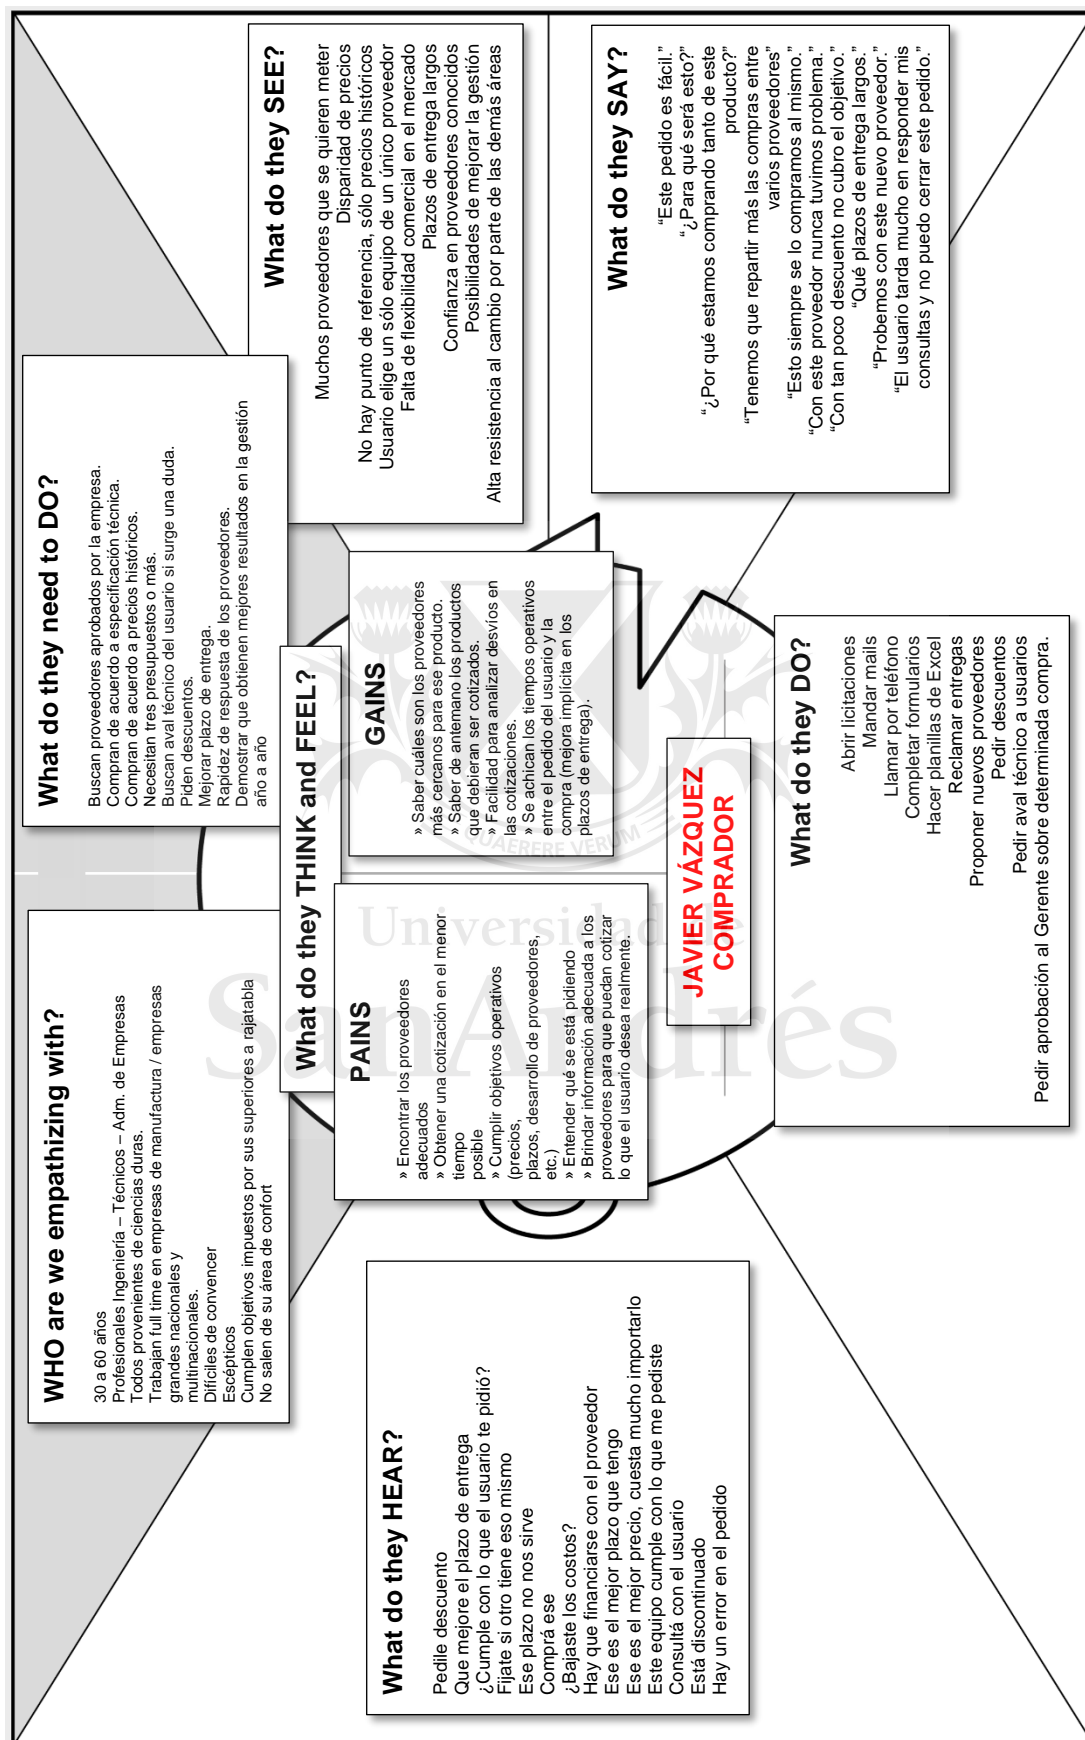 WHO are we empathizing with?
30 a 60 años
Profesionales Ingeniería – Técnicos – Adm. de Empresas
Todos provenientes de ciencias duras.
Trabajan full time en empresas de manufactura / empresas
grandes nacionales y
multinacionales.
Difíciles de convencer
Escépticos
Cumplen objetivos impuestos por sus superiores a rajatabla
No salen de su área de confort
What do they need to DO?
Buscan proveedores aprobados por la empresa.
Compran de acuerdo a especificación técnica.
Compran de acuerdo a precios históricos.
Necesitan tres presupuestos o más.
Buscan aval técnico del usuario si surge una duda.
Piden descuentos.
Mejorar plazo de entrega.
Rapidez de respuesta de los proveedores.
Demostrar que obtienen mejores resultados en la gestión
año a año
What do they SEE?
Muchos proveedores que se quieren meter
Disparidad de precios
No hay punto de referencia, sólo precios históricos
Usuario elige un sólo equipo de un único proveedor
Falta de flexibilidad comercial en el mercado
Plazos de entrega largos
Confianza en proveedores conocidos
Posibilidades de mejorar la gestión
Alta resistencia al cambio por parte de las demás áreas
What do they SAY?
“Este pedido es fácil.”
“¿Para qué será esto?”
“¿Por qué estamos comprando tanto de este
producto?”
“Tenemos que repartir más las compras entre
varios proveedores”
“Esto siempre se lo compramos al mismo.”
“Con este proveedor nunca tuvimos problema.”
“Con tan poco descuento no cubro el objetivo.”
“Qué plazos de entrega largos.”
“Probemos con este nuevo proveedor.”
“El usuario tarda mucho en responder mis
consultas y no puedo cerrar este pedido.”
What do they DO?
Abrir licitaciones
Mandar mails
Llamar por teléfono
Completar formularios
Hacer planillas de Excel
Reclamar entregas
Proponer nuevos proveedores
Pedir descuentos
Pedir aval técnico a usuarios
Pedir aprobación al Gerente sobre determinada compra.
What do they HEAR?
Pedile descuento
Que mejore el plazo de entrega
¿Cumple con lo que el usuario te pidió?
Fijate si otro tiene eso mismo
Ese plazo no nos sirve
Comprá ese
¿Bajaste los costos?
Hay que financiarse con el proveedor
Ese es el mejor plazo que tengo
Ese es el mejor precio, cuesta mucho importarlo
Este equipo cumple con lo que me pediste
Consultá con el usuario
Está discontinuado
Hay un error en el pedido
What do they THINK and FEEL?
PAINS
» Encontrar los proveedores
adecuados
» Obtener una cotización en el menor
tiempo
posible
» Cumplir objetivos operativos
(precios,
plazos, desarrollo de proveedores,
etc.)
» Entender qué se está pidiendo
» Brindar información adecuada a los
proveedores para que puedan cotizar
lo que el usuario desea realmente.
GAINS
» Saber cuáles son los proveedores
más cercanos para ese producto.
» Saber de antemano los productos
que debieran ser cotizados.
» Facilidad para analizar desvíos en
las cotizaciones.
» Se achican los tiempos operativos
entre el pedido del usuario y la
compra (mejora implícita en los
plazos de entrega).
JAVIER VÁZQUEZ
COMPRADOR
QUAERERE VERUM
Universidad de
SanAndrés